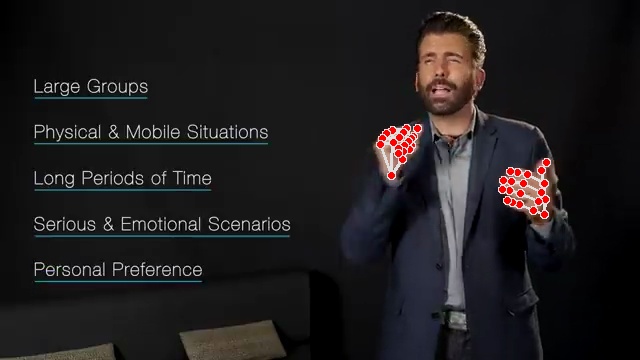 Large Groups
Physical & Mobile Situations
Long Periods of Time
Serious & Emotional Scenarios
Personal Preference